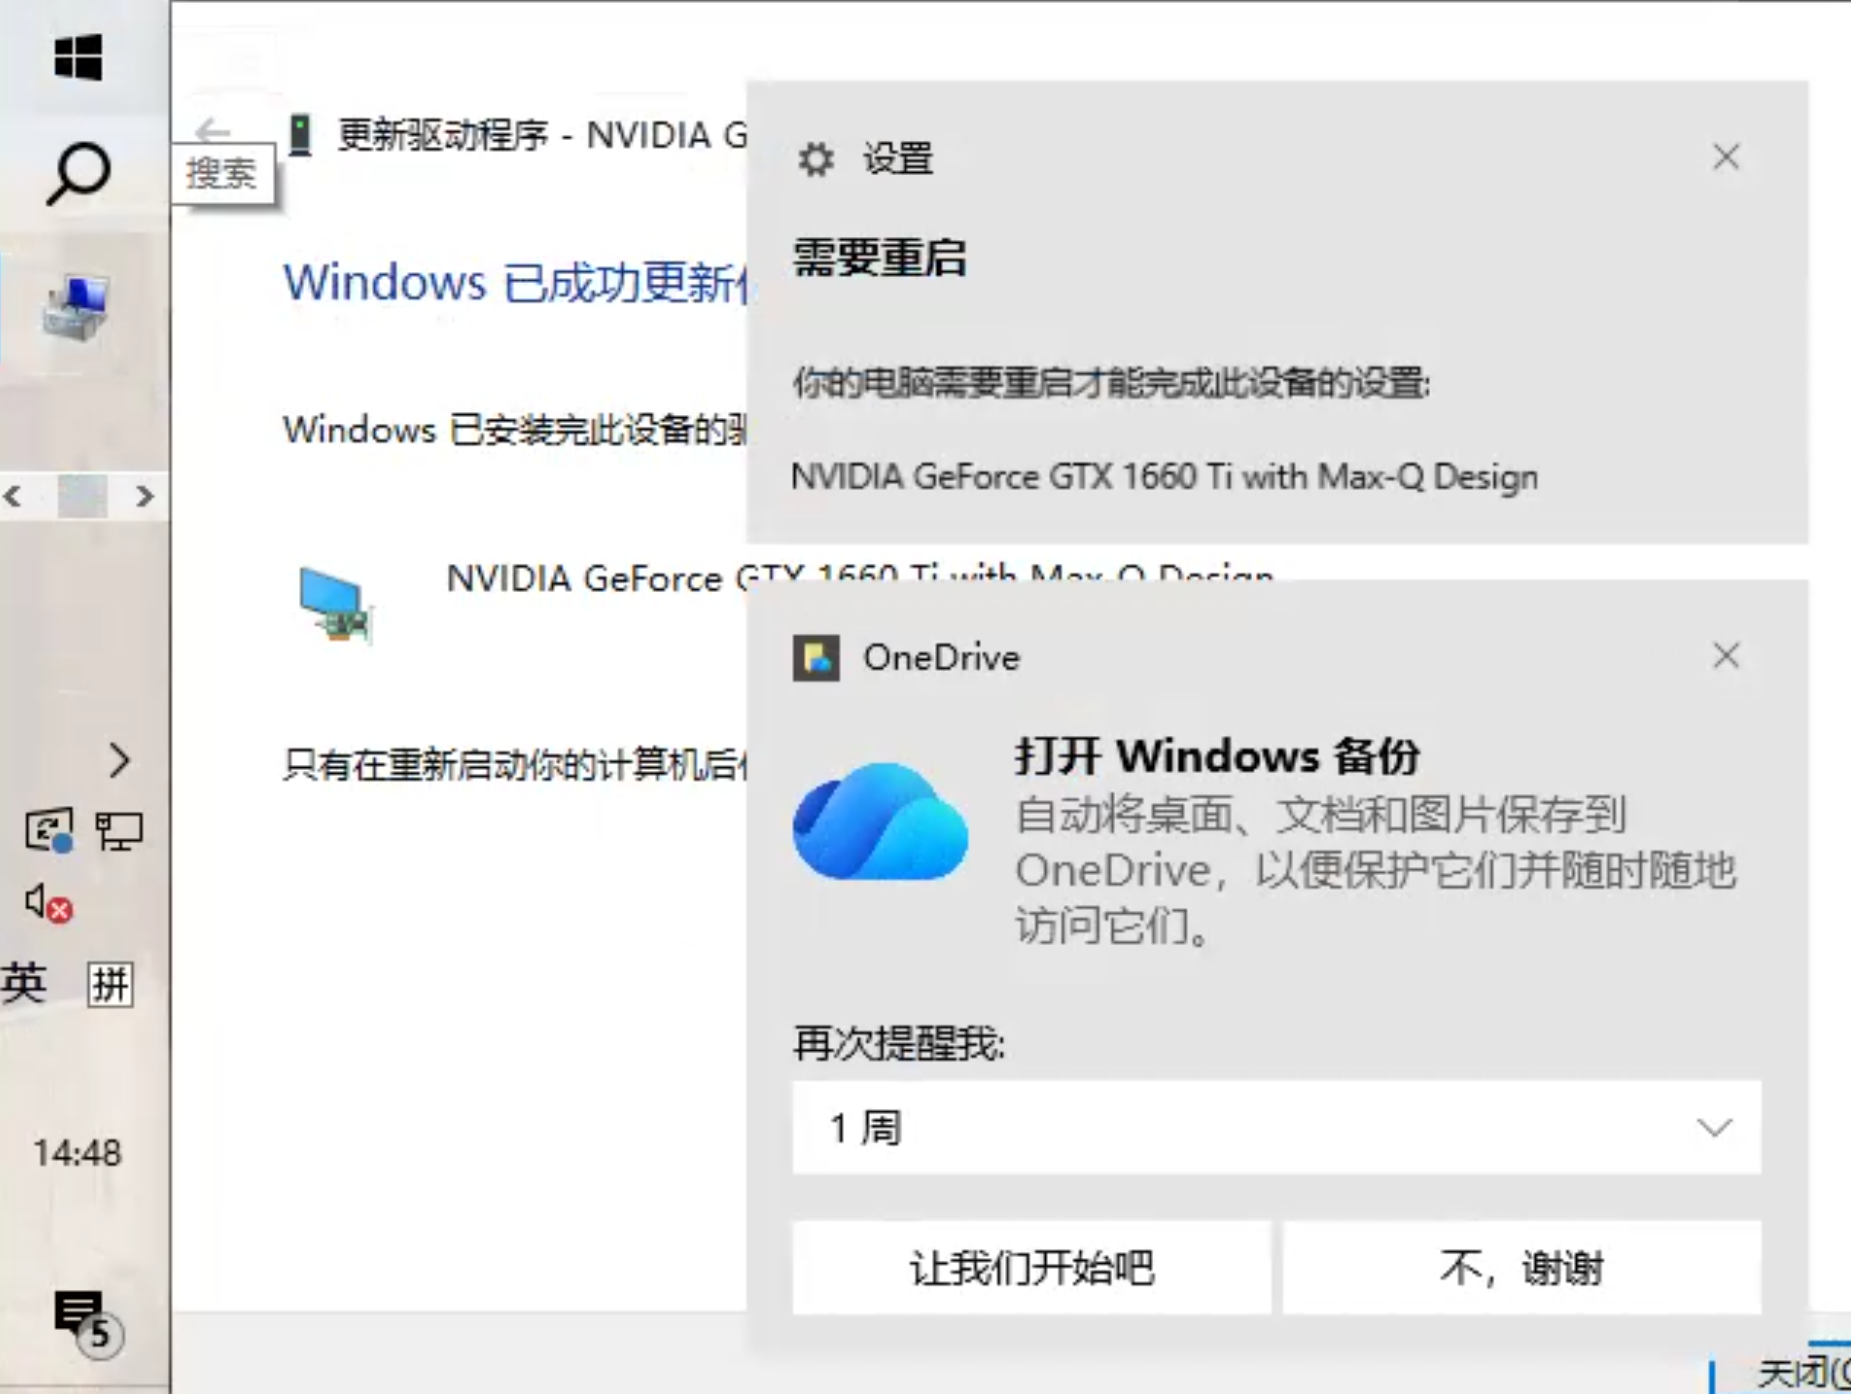 搜索
更新驱动程序 - NVIDIA G
Windows 已成功更新
Windows 已安装完此设备的驱
NVIDIA GeForce GTX 1660 Ti with Max-Q Design
只有在重新启动你的计算机后
设置
需要重启
你的电脑需要重启才能完成此设备的设置:
NVIDIA GeForce GTX 1660 Ti with Max-Q Design
OneDrive
打开 Windows 备份
自动将桌面、文档和图片保存到
OneDrive，以便保护它们并随时随地
访问它们。
再次提醒我:
1 周
让我们开始吧
不，谢谢
关闭(C
英 拼
14:48
5